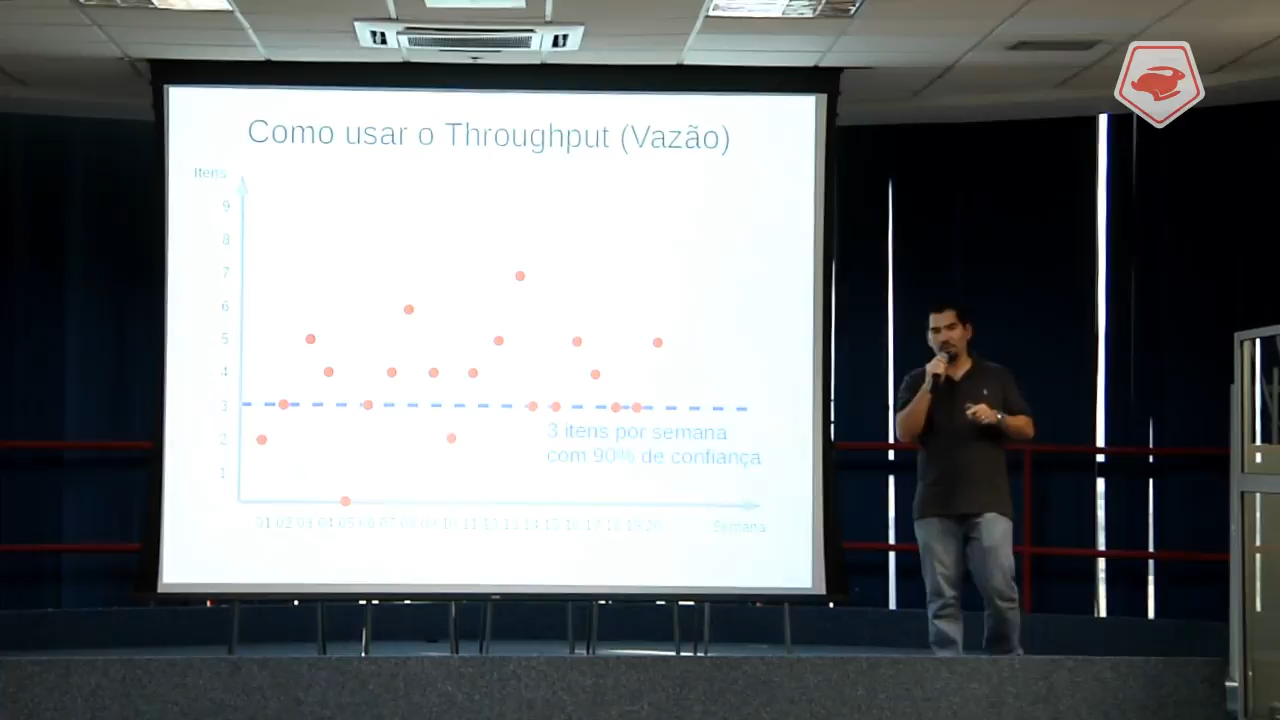 Como usar o Throughput (Vazão)
Itens
9
8
7
6
5
4
3
2
1
3 itens por semana
com 90% de confiança
01 02 03 04 05 06 07 08 09 10 11 12 13 14 15 16 17 18 19 20
Semana